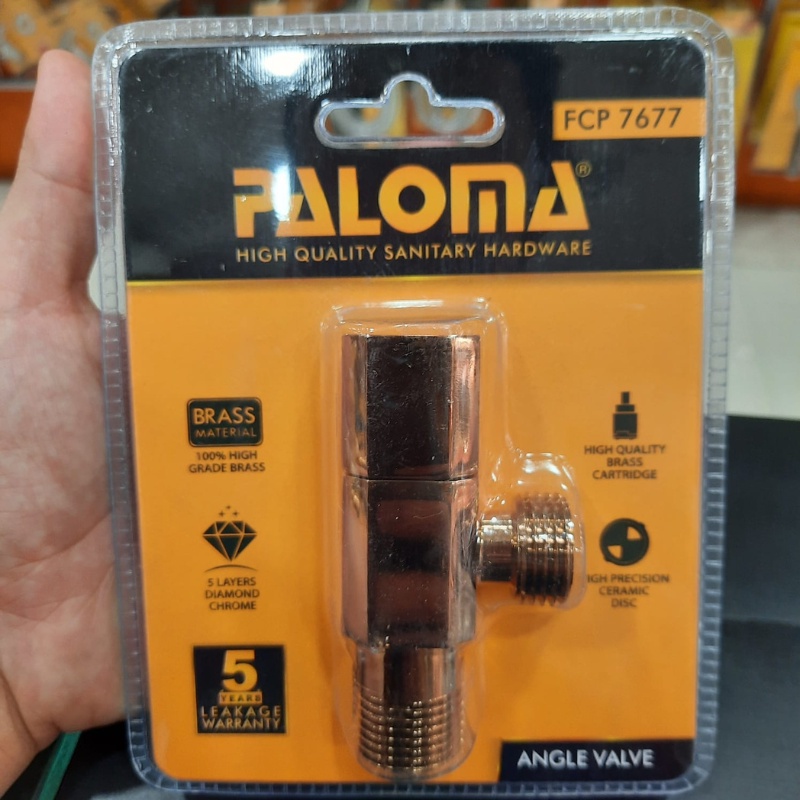 FCP 7677
PALOMA®
HIGH QUALITY SANITARY HARDWARE
BRASS
MATERIAL
100% HIGH
GRADE BRASS
HIGH QUALITY
BRASS
CARTRIDGE
5 LAYERS
DIAMOND
CHROME
HIGH PRECISION
CERAMIC
DISC
5
YEARS
LEAKAGE
WARRANTY
ANGLE VALVE